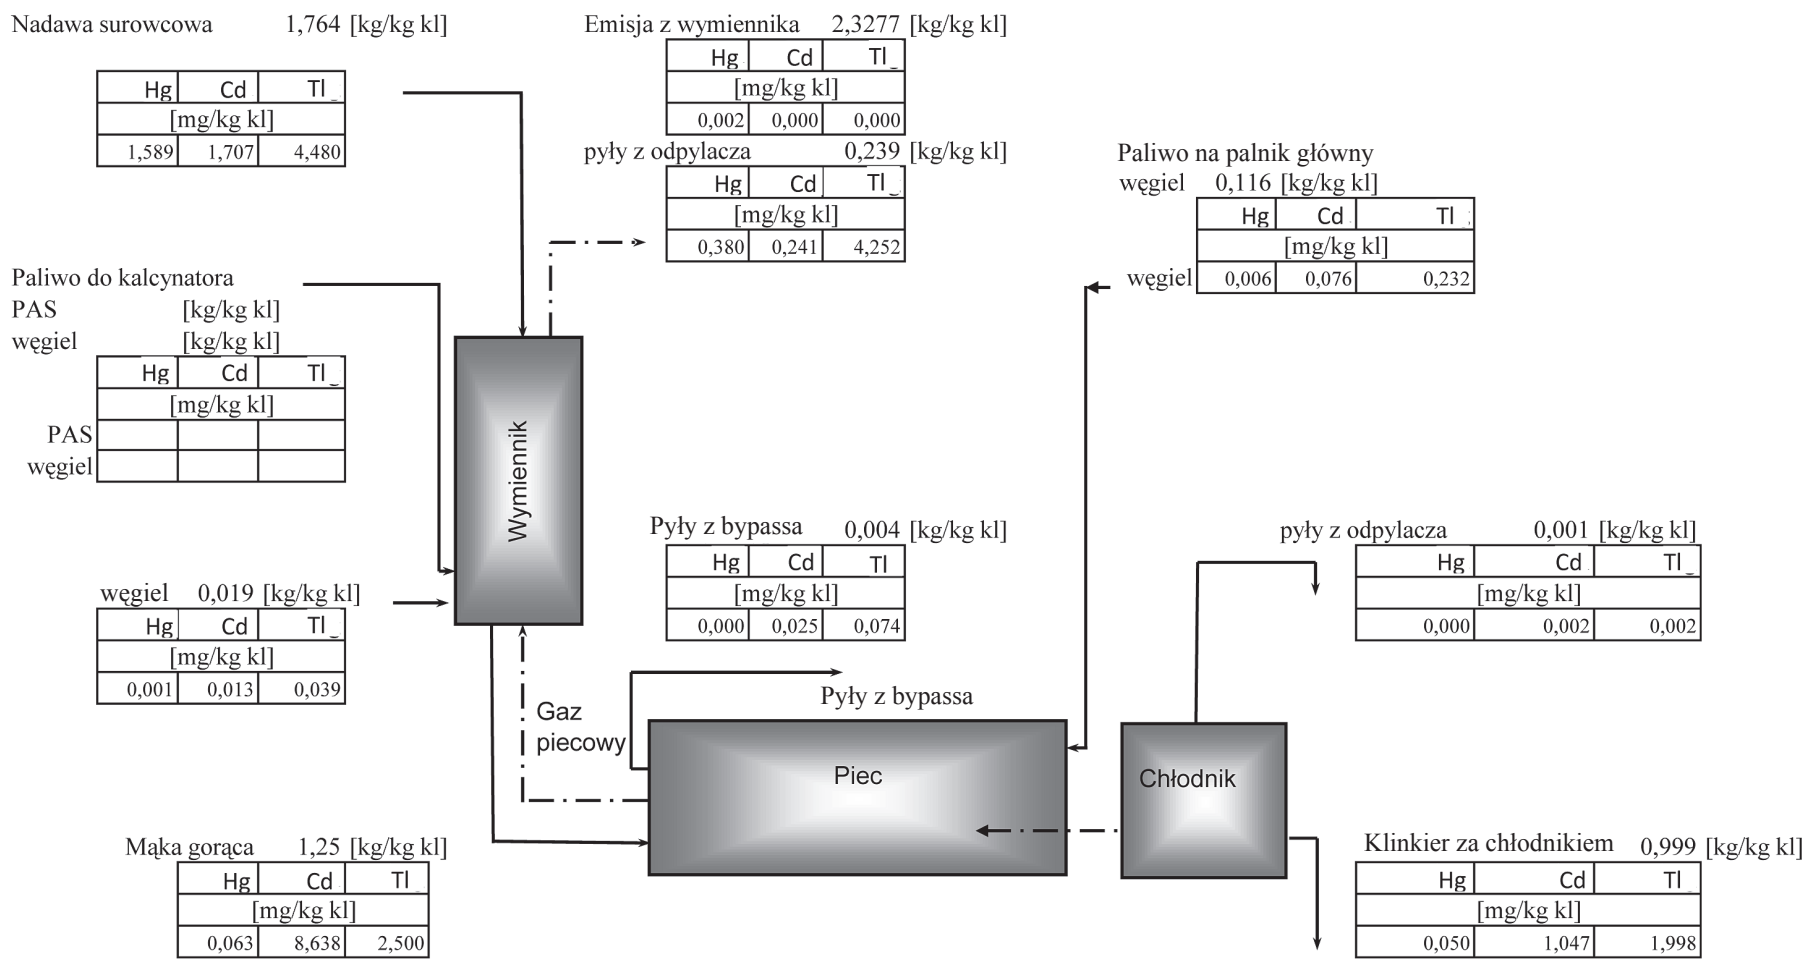 Nadawa surowcowa 1,764 [kg/kg kl]
Hg Cd Tl
[mg/kg kl]
1,589 1,707 4,480
Emisja z wymiennika 2,3277 [kg/kg kl]
Hg Cd Tl
[mg/kg kl]
0,002 0,000 0,000
pyły z odpylacza 0,239 [kg/kg kl]
Hg Cd Tl
[mg/kg kl]
0,380 0,241 4,252
Paliwo na palnik główny
węgiel 0,116 [kg/kg kl]
Hg Cd Tl
[mg/kg kl]
węgiel 0,006 0,076 0,232
Paliwo do kalcynatora
PAS [kg/kg kl]
węgiel [kg/kg kl]
Hg Cd Tl
[mg/kg kl]
PAS
węgiel
Wymiennik
węgiel 0,019 [kg/kg kl]
Hg Cd Tl
[mg/kg kl]
0,001 0,013 0,039
Pyły z bypassa 0,004 [kg/kg kl]
Hg Cd Tl
[mg/kg kl]
0,000 0,025 0,074
pyły z odpylacza 0,001 [kg/kg kl]
Hg Cd Tl
[mg/kg kl]
0,000 0,002 0,002
Pyły z bypassa
Gaz
piecowy
Piec
Chłodnik
Mąka gorąca 1,25 [kg/kg kl]
Hg Cd Tl
[mg/kg kl]
0,063 8,638 2,500
Klinkier za chłodnikiem 0,999 [kg/kg kl]
Hg Cd Tl
[mg/kg kl]
0,050 1,047 1,998